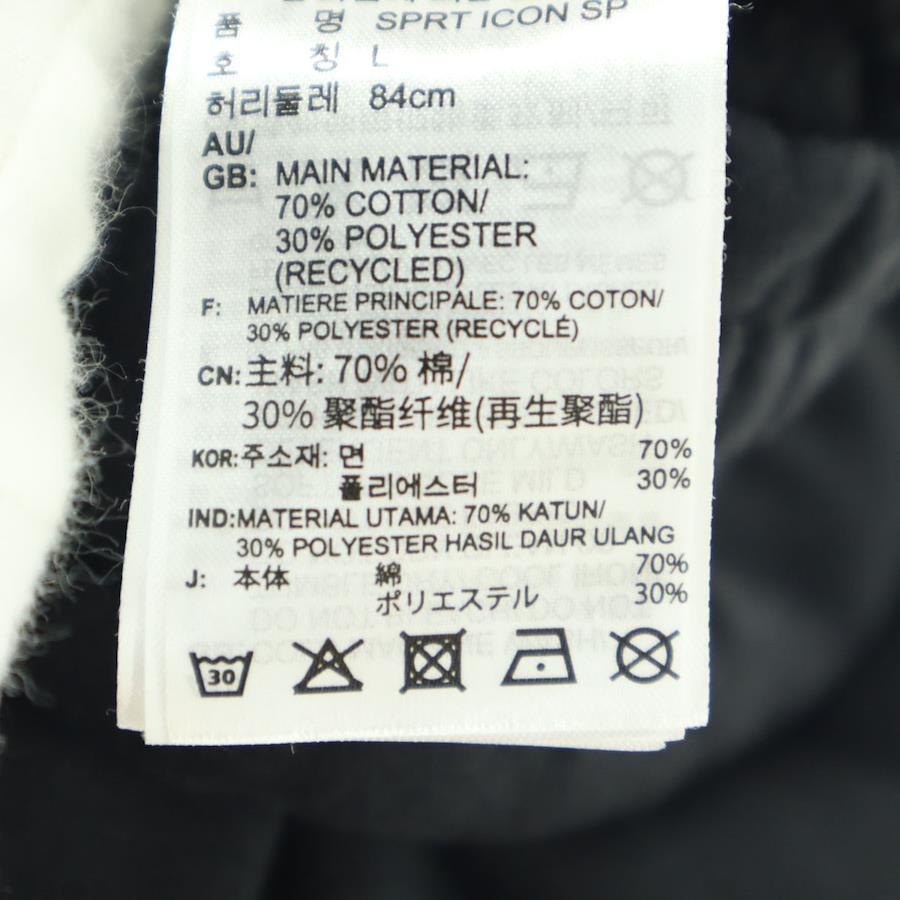 품 명 SPRT ICON SP
호 칭 L
허리둘레 84cm
AU/
GB: MAIN MATERIAL:
70% COTTON/
30% POLYESTER
(RECYCLED)
F: MATIERE PRINCIPALE: 70% COTON/
30% POLYESTER (RECYCLÉ)
CN: 主料: 70% 棉/
30% 聚酯纤维(再生聚酯)
KOR: 주소재: 면 70%
폴리에스터 30%
IND: MATERIAL UTAMA: 70% KATUN/
30% POLYESTER HASIL DAUR ULANG
J: 本体 綿 70%
ポリエステル 30%
30